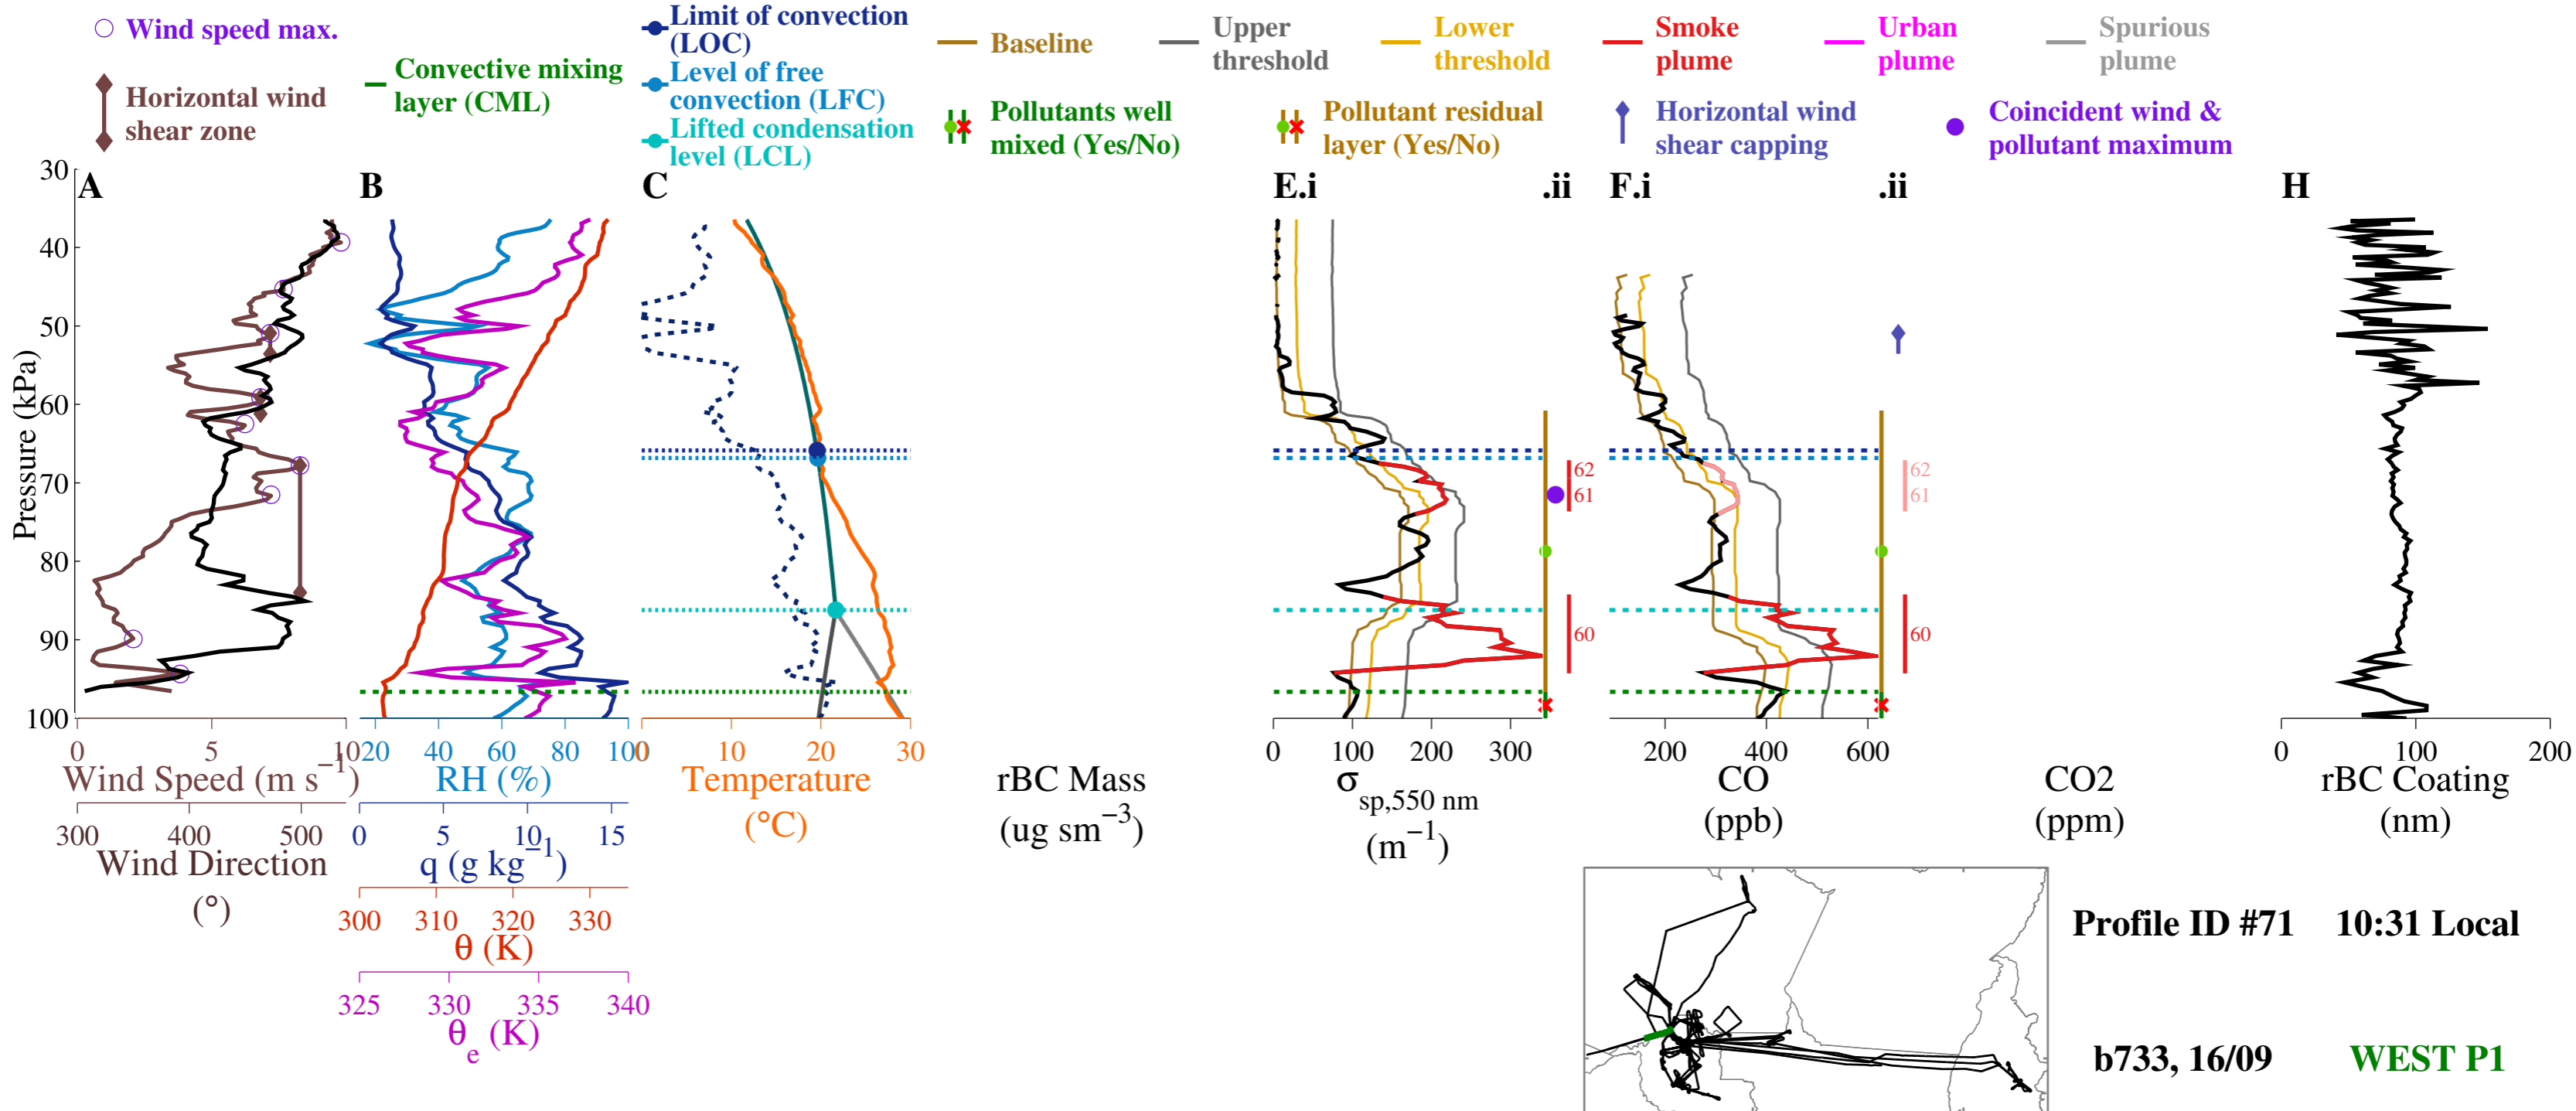 Wind speed max.
Horizontal wind
shear zone
Convective mixing
layer (CML)
Limit of convection
(LOC)
Level of free
convection (LFC)
Lifted condensation
level (LCL)
Baseline
Upper
threshold
Lower
threshold
Smoke
plume
Urban
plume
Spurious
plume
Pollutants well
mixed (Yes/No)
Pollutant residual
layer (Yes/No)
Horizontal wind
shear capping
Coincident wind &
pollutant maximum
A
B
C
E.i
.ii
F.i
.ii
H
30
40
50
60
70
80
90
100
Pressure (kPa)
62
61
60
62
61
60
0 5 10
Wind Speed (m s−1)
300 400 500
Wind Direction
(°)
20 40 60 80 100
RH (%)
0 5 10 15
q (g kg−1)
300 310 320 330
θ (K)
325 330 335 340
θe (K)
0 10 20 30
Temperature
(°C)
rBC Mass
(ug sm−3)
0 100 200 300
σsp,550 nm
(m−1)
200 400 600
CO
(ppb)
CO2
(ppm)
0 100 200
rBC Coating
(nm)
Profile ID #71 10:31 Local
b733, 16/09 WEST P1